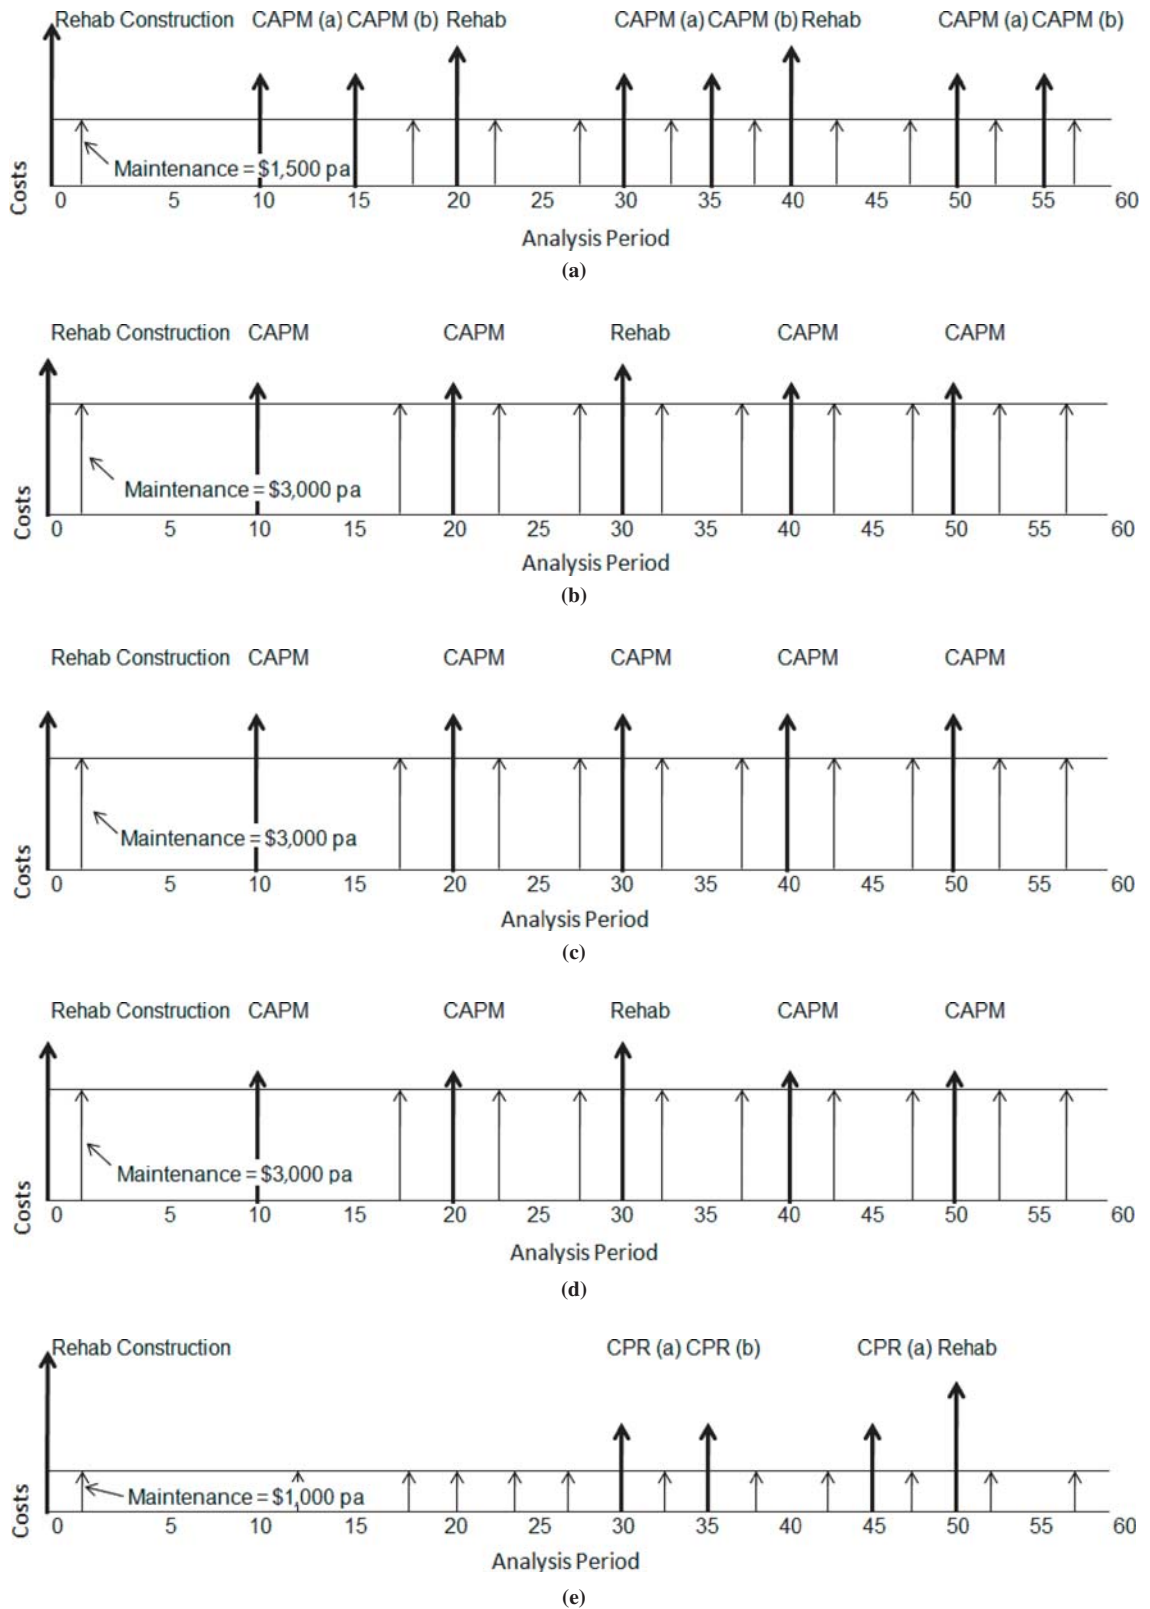 Rehab Construction CAPM (a) CAPM (b) Rehab CAPM (a) CAPM (b) Rehab CAPM (a) CAPM (b)
Maintenance = $1,500 pa
Costs
0 5 10 15 20 25 30 35 40 45 50 55 60
Analysis Period
(a)
Rehab Construction CAPM CAPM Rehab CAPM CAPM
Maintenance = $3,000 pa
Costs
0 5 10 15 20 25 30 35 40 45 50 55 60
Analysis Period
(b)
Rehab Construction CAPM CAPM CAPM CAPM CAPM
Maintenance = $3,000 pa
Costs
0 5 10 15 20 25 30 35 40 45 50 55 60
Analysis Period
(c)
Rehab Construction CAPM CAPM Rehab CAPM CAPM
Maintenance = $3,000 pa
Costs
0 5 10 15 20 25 30 35 40 45 50 55 60
Analysis Period
(d)
Rehab Construction CPR (a) CPR (b) CPR (a) Rehab
Maintenance = $1,000 pa
Costs
0 5 10 15 20 25 30 35 40 45 50 55 60
Analysis Period
(e)